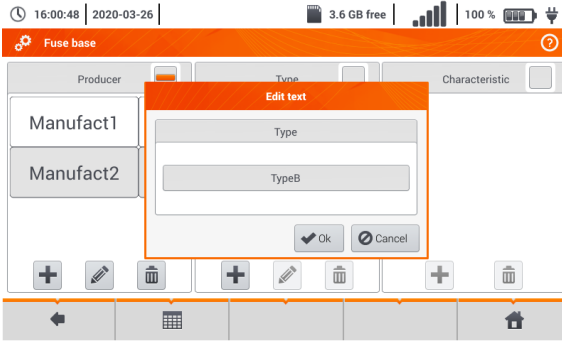 16:00:48 2020-03-26 3.6 GB free 100 %
Fuse base
Producer Type Characteristic
Edit text
Manufact1
Type
Manufact2
TypeB
Ok Cancel